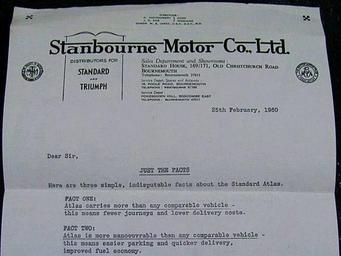 DIRECTORS
Stanbourne Motor Co., Ltd.
DISTRIBUTORS FOR
STANDARD
AND
TRIUMPH
Sales Department and Showrooms
STANDARD HOUSE, 169/171, OLD CHRISTCHURCH ROAD
BOURNEMOUTH
25th February, 1960
Dear Sir,
JUST THE FACTS
Here are three simple, indisputable facts about the Standard Atlas.
FACT ONE:
Atlas carries more than any comparable vehicle -
this means fewer journeys and lower delivery costs.
FACT TWO:
Atlas is more manoeuvrable than any comparable vehicle -
this means easier parking and quicker delivery,
improved fuel economy.